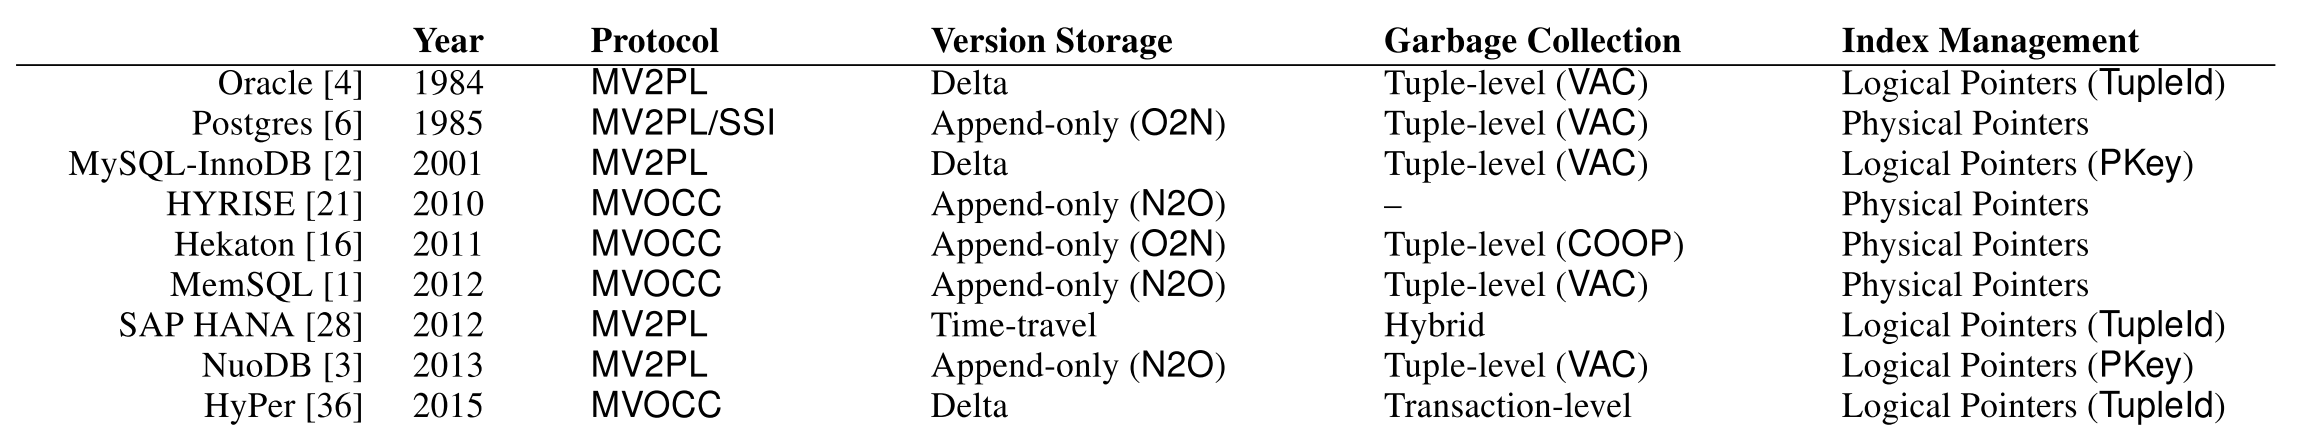 Year Protocol Version Storage Garbage Collection Index Management
Oracle [4] 1984 MV2PL Delta Tuple-level (VAC) Logical Pointers (TupleId)
Postgres [6] 1985 MV2PL/SSI Append-only (O2N) Tuple-level (VAC) Physical Pointers
MySQL-InnoDB [2] 2001 MV2PL Delta Tuple-level (VAC) Logical Pointers (PKey)
HYRISE [21] 2010 MVOCC Append-only (N2O) – Physical Pointers
Hekaton [16] 2011 MVOCC Append-only (O2N) Tuple-level (COOP) Physical Pointers
MemSQL [1] 2012 MVOCC Append-only (N2O) Tuple-level (VAC) Physical Pointers
SAP HANA [28] 2012 MV2PL Time-travel Hybrid Logical Pointers (TupleId)
NuoDB [3] 2013 MV2PL Append-only (N2O) Tuple-level (VAC) Logical Pointers (PKey)
HyPer [36] 2015 MVOCC Delta Transaction-level Logical Pointers (TupleId)